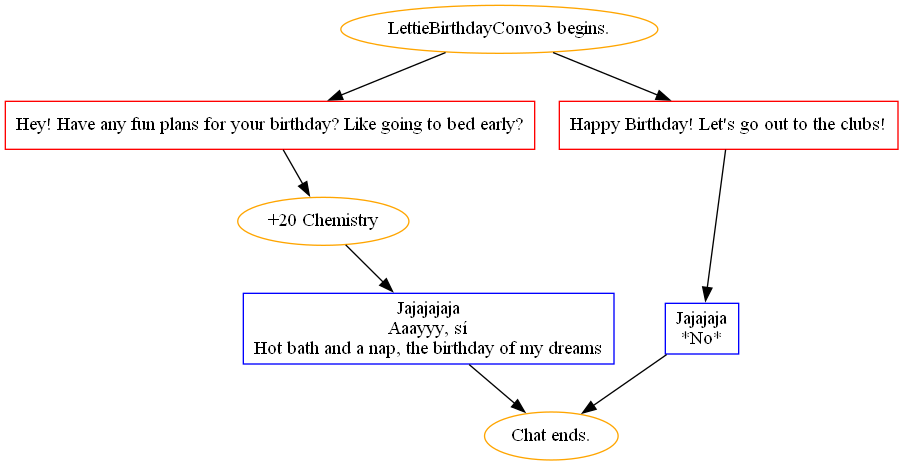 LettieBirthdayConvo3 begins.
Hey! Have any fun plans for your birthday? Like going to bed early?
Happy Birthday! Let's go out to the clubs!
+20 Chemistry
Jajajajaja
Aaayyy, sí
Hot bath and a nap, the birthday of my dreams
Jajajaja
*No*
Chat ends.